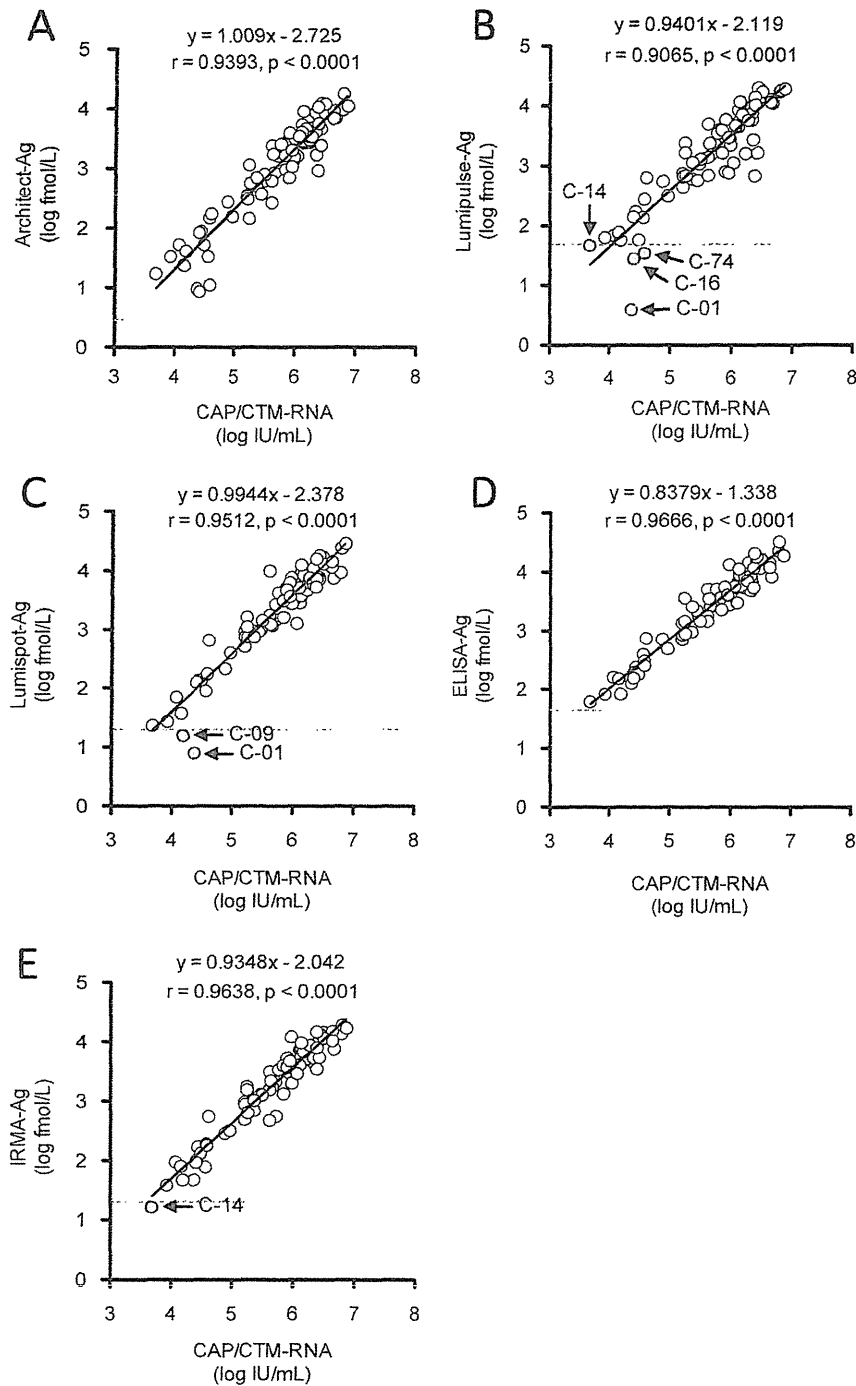 A
y = 1.009x - 2.725
r = 0.9393, p < 0.0001
Architect-Ag
(log fmol/L)
5
4
3
2
1
0
3 4 5 6 7 8
CAP/CTM-RNA
(log IU/mL)
B
y = 0.9401x - 2.119
r = 0.9065, p < 0.0001
Lumipulse-Ag
(log fmol/L)
5
4
3
2
1
0
C-14
C-74
C-16
C-01
3 4 5 6 7 8
CAP/CTM-RNA
(log IU/mL)
C
y = 0.9944x - 2.378
r = 0.9512, p < 0.0001
Lumispot-Ag
(log fmol/L)
5
4
3
2
1
0
C-09
C-01
3 4 5 6 7 8
CAP/CTM-RNA
(log IU/mL)
D
y = 0.8379x - 1.338
r = 0.9666, p < 0.0001
ELISA-Ag
(log fmol/L)
5
4
3
2
1
0
3 4 5 6 7 8
CAP/CTM-RNA
(log IU/mL)
E
y = 0.9348x - 2.042
r = 0.9638, p < 0.0001
IRMA-Ag
(log fmol/L)
5
4
3
2
1
0
C-14
3 4 5 6 7 8
CAP/CTM-RNA
(log IU/mL)